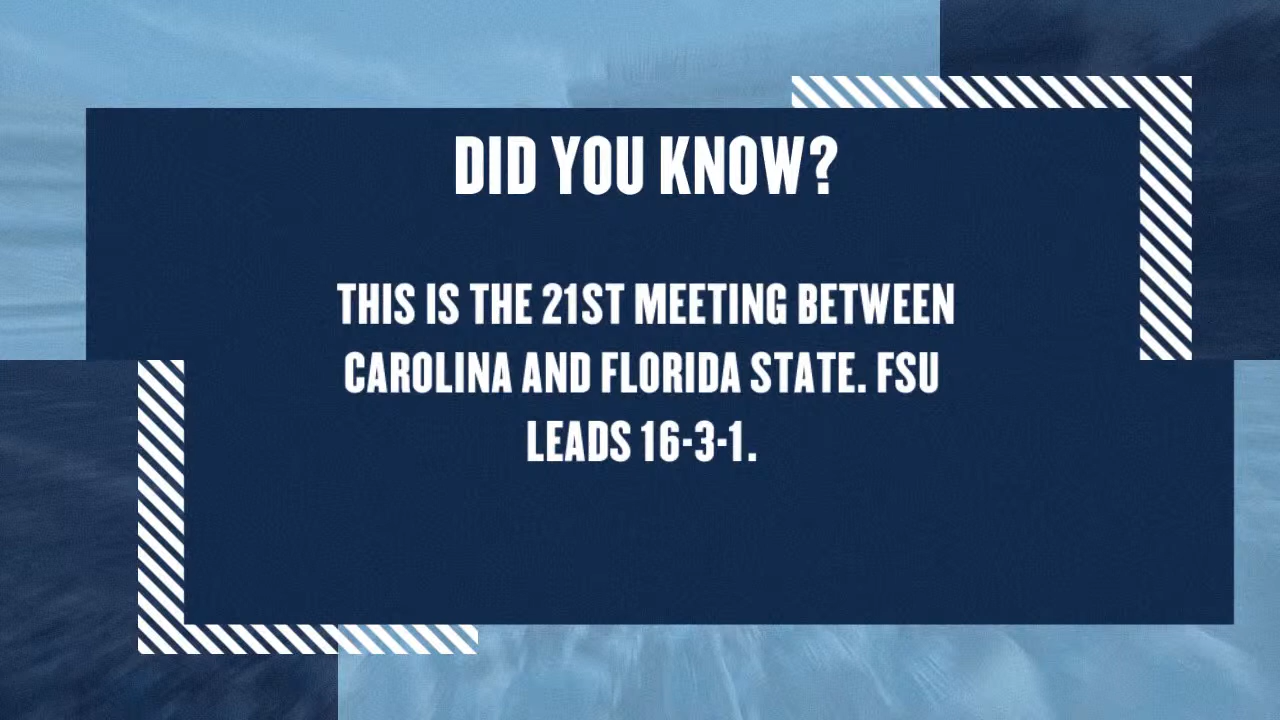 DID YOU KNOW?
THIS IS THE 21ST MEETING BETWEEN
CAROLINA AND FLORIDA STATE. FSU
LEADS 16-3-1.